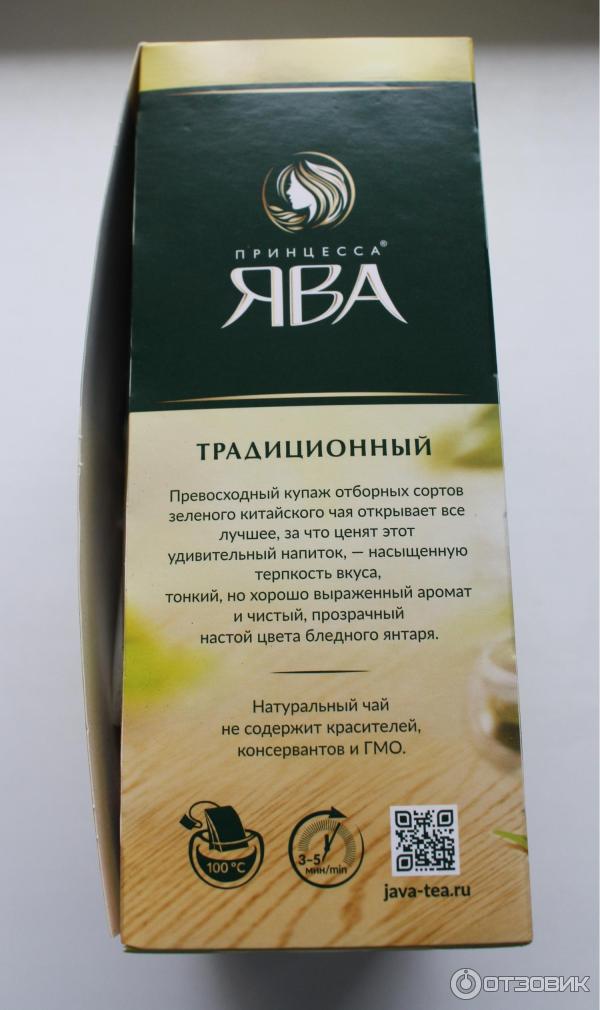 ПРИНЦЕССА®
ЯВА
ТРАДИЦИОННЫЙ
Превосходный купаж отборных сортов
зеленого китайского чая открывает все
лучшее, за что ценят этот
удивительный напиток, — насыщенную
терпкость вкуса,
тонкий, но хорошо выраженный аромат
и чистый, прозрачный
настой цвета бледного янтаря.
Натуральный чай
не содержит красителей,
консервантов и ГМО.
100 °C
3–5
мин/min
java-tea.ru
ОТЗОВИК